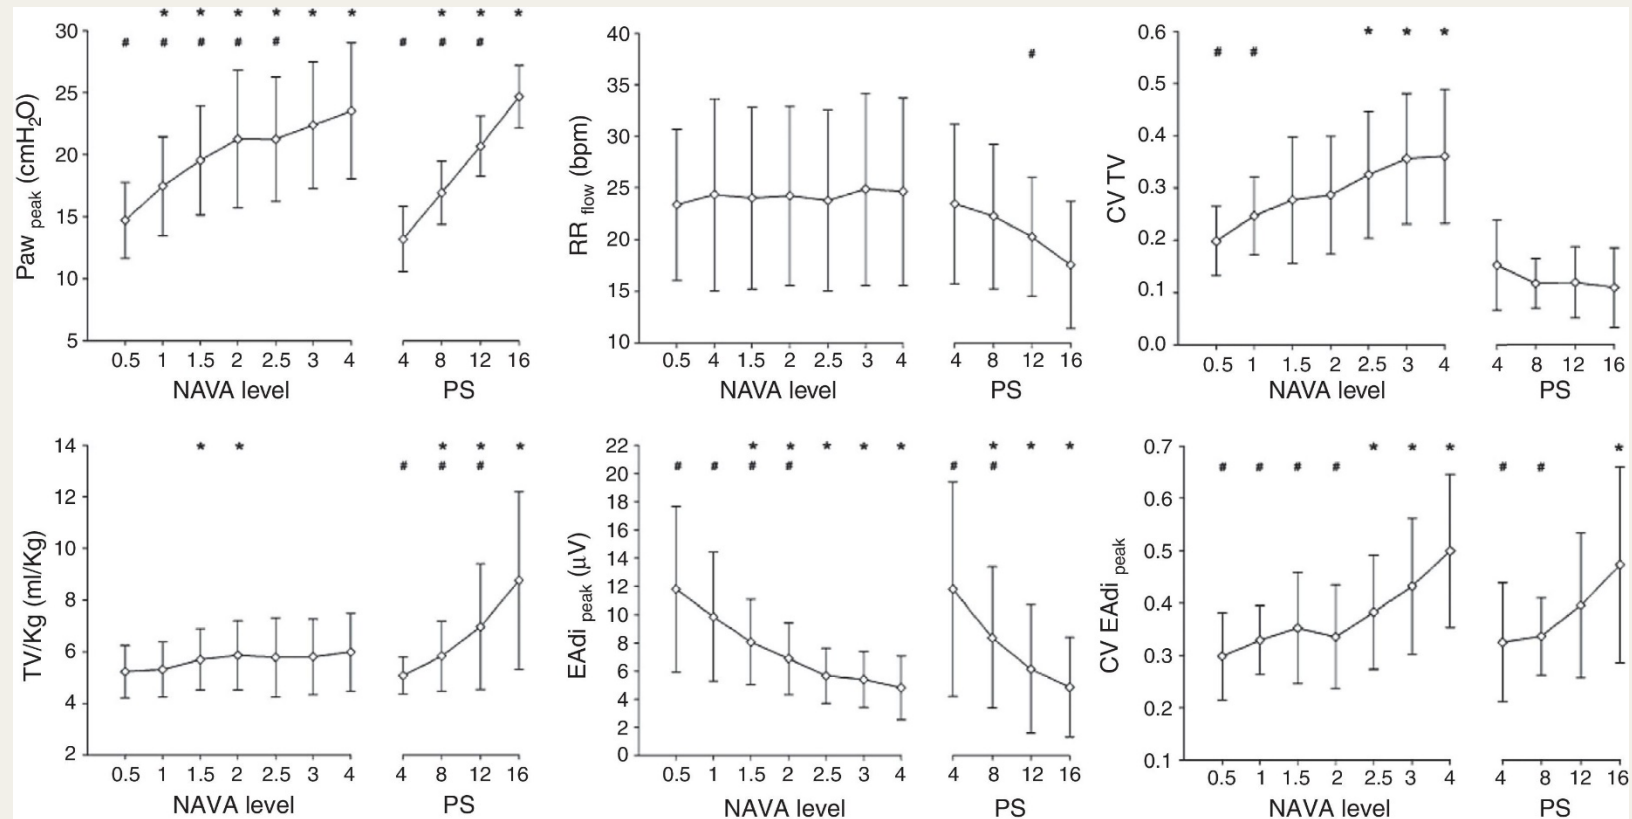 * * * * * * * * *
# # # # # # # #
30
25
20
15
10
5
Paw peak (cmH2O)
0.5 1 1.5 2 2.5 3 4 4 8 12 16
NAVA level PS
#
40
35
30
25
20
15
10
RR flow (bpm)
0.5 4 1.5 2 2.5 3 4 4 8 12 16
NAVA level PS
* * *
# #
0.6
0.5
0.4
0.3
0.2
0.1
0.0
CV TV
0.5 1 1.5 2 2.5 3 4 4 8 12 16
NAVA level PS
* * * * *
# # #
14
12
10
8
6
4
2
TV/Kg (ml/Kg)
0.5 1 1.5 2 2.5 3 4 4 8 12 16
NAVA level PS
* * * * * * * *
# # # # # #
22
20
18
16
14
12
10
8
6
4
2
0
EAdi peak (µV)
0.5 1 1.5 2 2.5 3 4 4 8 12 16
NAVA level PS
* * * *
# # # # # #
0.7
0.6
0.5
0.4
0.3
0.2
0.1
CV EAdi peak
0.5 1 1.5 2 2.5 3 4 4 8 12 16
NAVA level PS